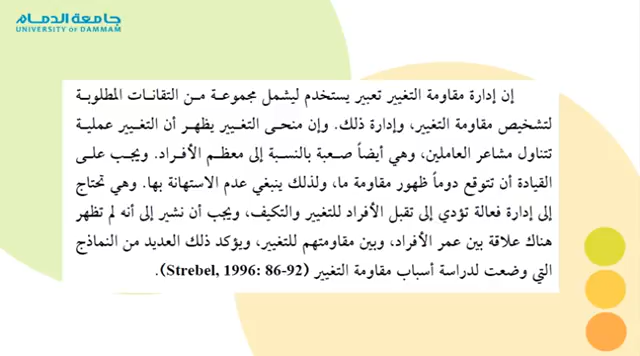 جامعة الدمام
UNIVERSITY OF DAMMAM
إن إدارة مقاومة التغيير تعبير يستخدم ليشمل مجموعة من التقانات المطلوبة
لتشخيص مقاومة التغيير، وإدارة ذلك. وإن منحى التغيير يظهر أن التغيير عملية
تتناول مشاعر العاملين، وهي أيضاً صعبة بالنسبة إلى معظم الأفراد. ويجب على
القيادة أن تتوقع دوماً ظهور مقاومة ما، ولذلك ينبغي عدم الاستهانة بها. وهي تحتاج
إلى إدارة فعالة تؤدي إلى تقبل الأفراد للتغيير والتكيف، ويجب أن نشير إلى أنه لم تظهر
هناك علاقة بين عمر الأفراد، وبين مقاومتهم للتغيير، ويؤكد ذلك العديد من النماذج
التي وضعت لدراسة أسباب مقاومة التغيير (Strebel, 1996: 86-92).